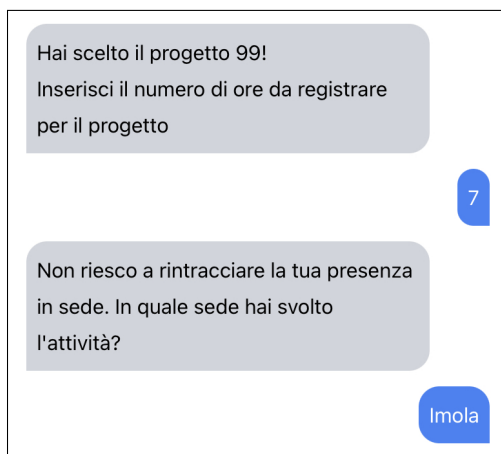 Hai scelto il progetto 99!
Inserisci il numero di ore da registrare
per il progetto
7
Non riesco a rintracciare la tua presenza
in sede. In quale sede hai svolto
l'attività?
Imola